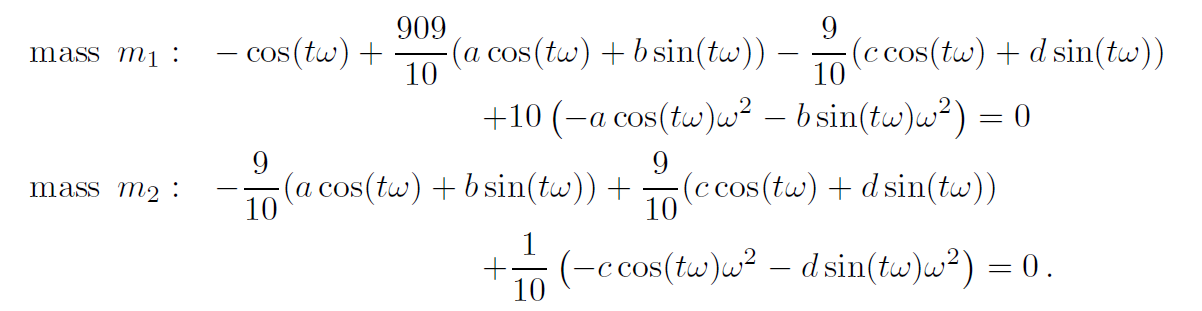 mass m₁ : − cos(tω) + 909/10 (a cos(tω) + b sin(tω)) − 9/10 (c cos(tω) + d sin(tω))
+10 (−a cos(tω)ω² − b sin(tω)ω²) = 0
mass m₂ : − 9/10 (a cos(tω) + b sin(tω)) + 9/10 (c cos(tω) + d sin(tω))
+ 1/10 (−c cos(tω)ω² − d sin(tω)ω²) = 0 .